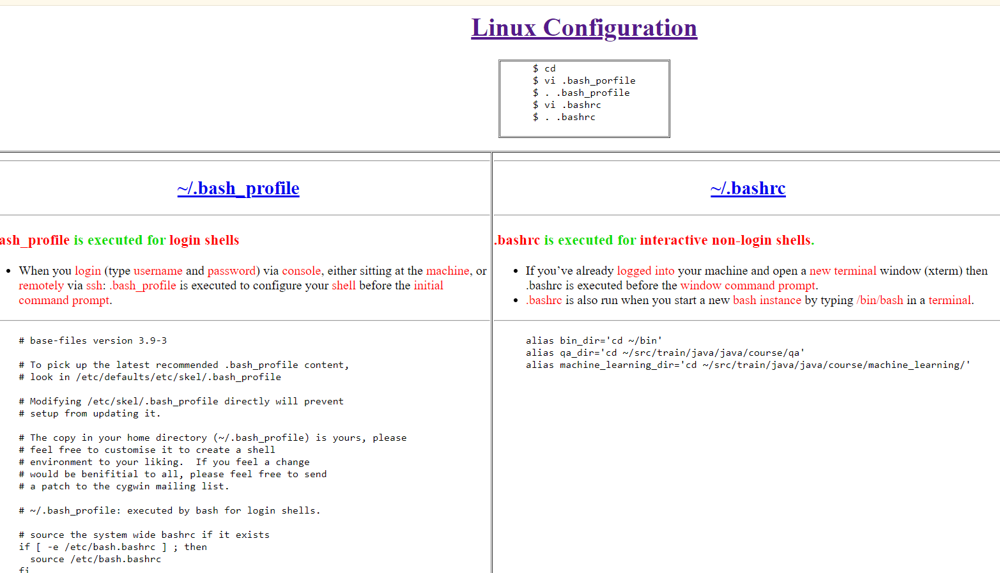 Linux Configuration
$ cd
$ vi .bash_porfile
$ . .bash_profile
$ vi .bashrc
$ . .bashrc
~/.bash_profile
ash_profile is executed for login shells
• When you login (type username and password) via console, either sitting at the machine, or
remotely via ssh: .bash_profile is executed to configure your shell before the initial
command prompt.
# base-files version 3.9-3
# To pick up the latest recommended .bash_profile content,
# look in /etc/defaults/etc/skel/.bash_profile
# Modifying /etc/skel/.bash_profile directly will prevent
# setup from updating it.
# The copy in your home directory (~/.bash_profile) is yours, please
# feel free to customise it to create a shell
# environment to your liking.  If you feel a change
# would be benifitial to all, please feel free to send
# a patch to the cygwin mailing list.
# ~/.bash_profile: executed by bash for login shells.
# source the system wide bashrc if it exists
if [ -e /etc/bash.bashrc ] ; then
  source /etc/bash.bashrc
fi
~/.bashrc
.bashrc is executed for interactive non-login shells.
• If you’ve already logged into your machine and open a new terminal window (xterm) then
.bashrc is executed before the window command prompt.
• .bashrc is also run when you start a new bash instance by typing /bin/bash in a terminal.
alias bin_dir='cd ~/bin'
alias qa_dir='cd ~/src/train/java/java/course/qa'
alias machine_learning_dir='cd ~/src/train/java/java/course/machine_learning/'